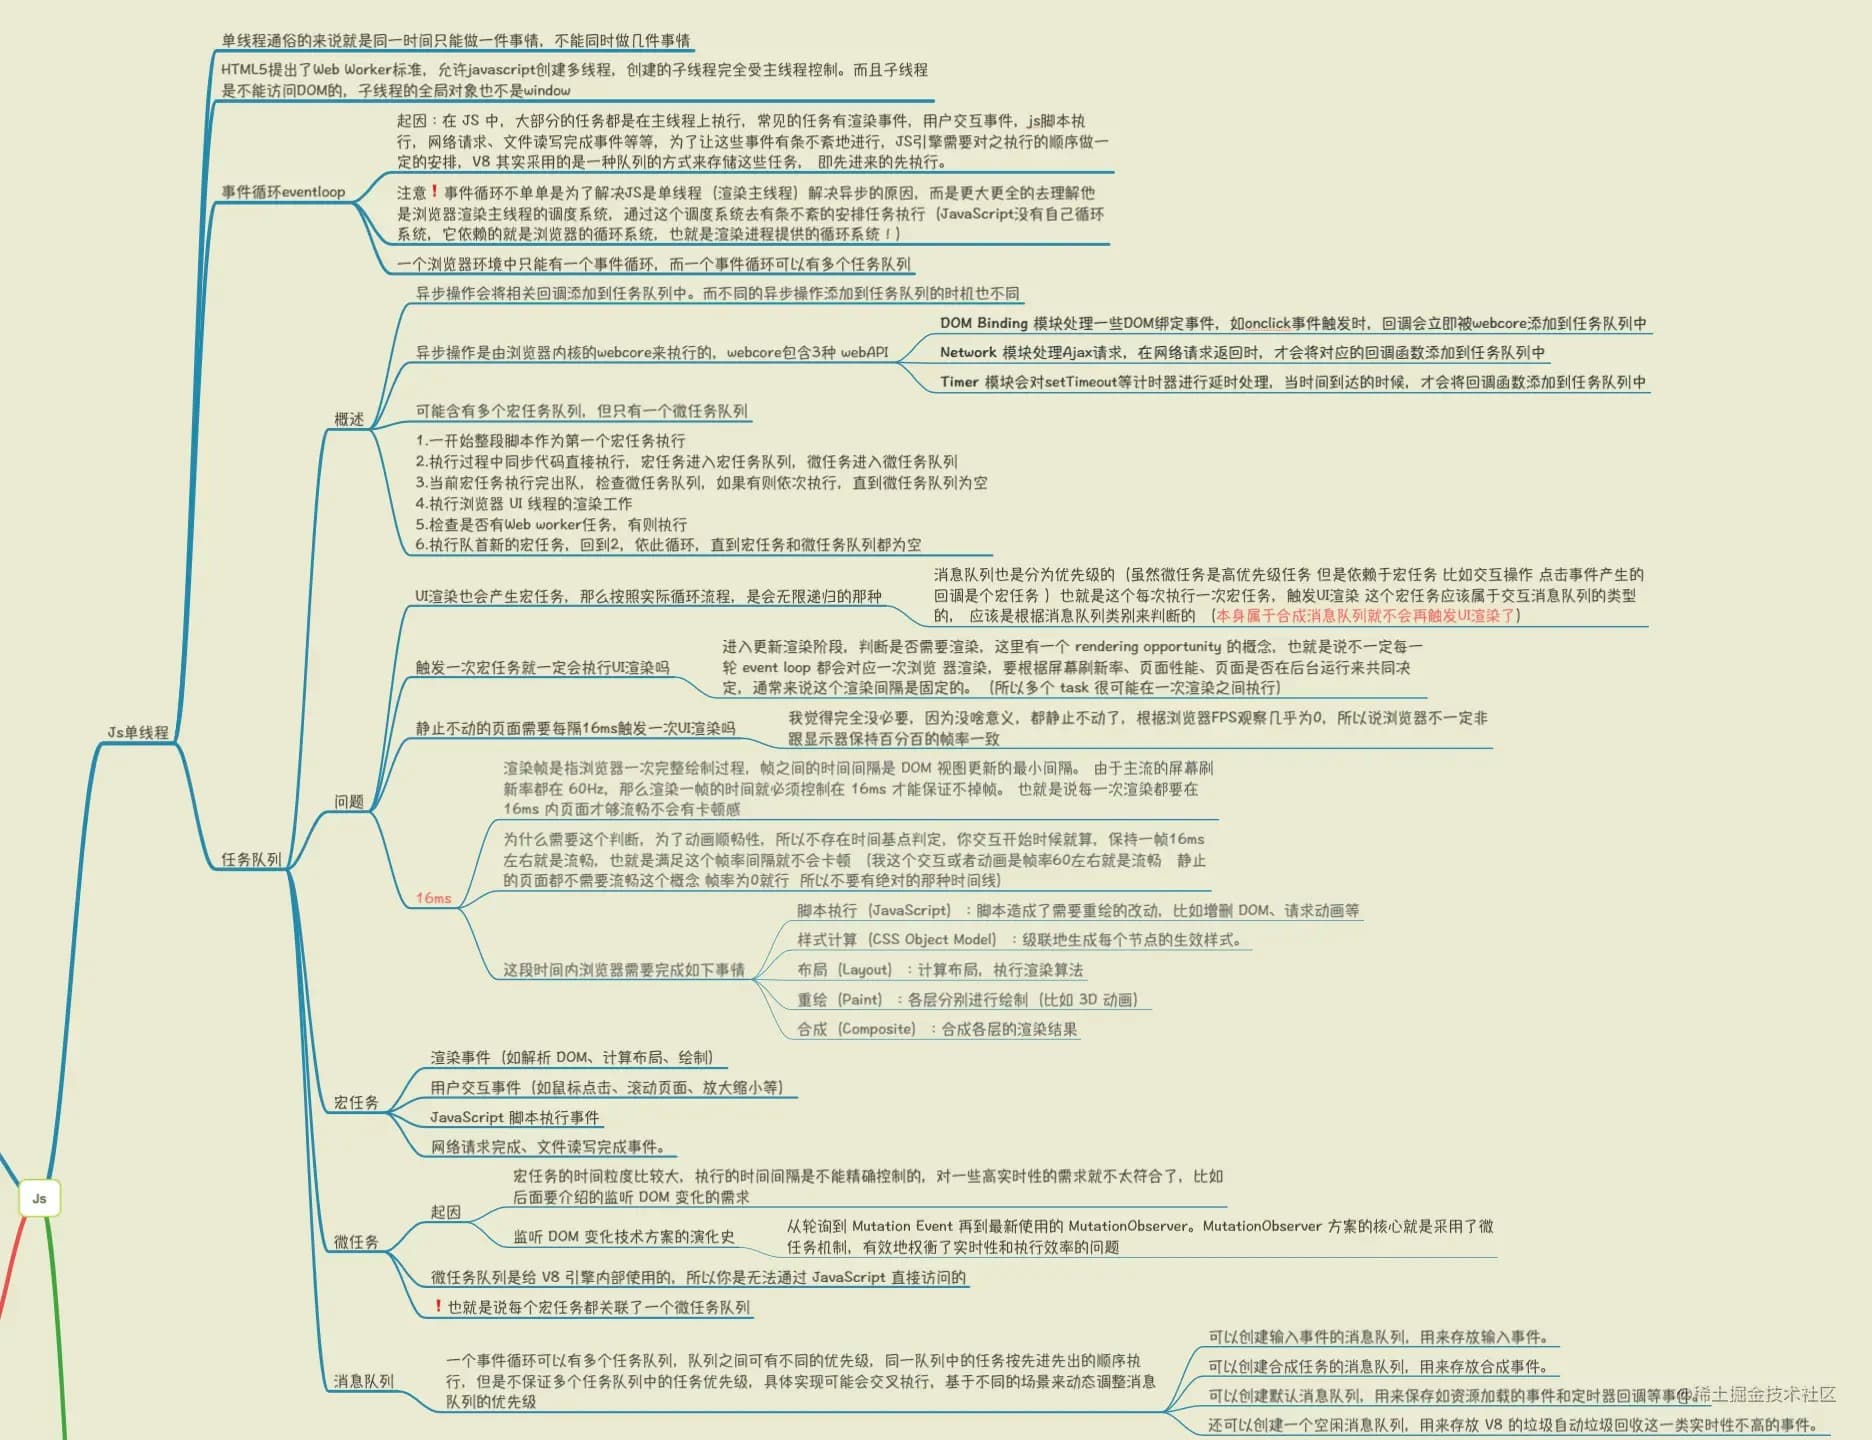 单线程通俗的来说就是同一时间只能做一件事情，不能同时做几件事情
HTML5提出了Web Worker标准，允许javascript创建多线程，创建的子线程完全受主线程控制。而且子线程
是不能访问DOM的，子线程的全局对象也不是window
起因：在 JS 中，大部分的任务都是在主线程上执行，常见的任务有渲染事件，用户交互事件，js脚本执
行，网络请求、文件读写完成事件等等，为了让这些事件有条不紊地进行，JS引擎需要对之执行的顺序做一
定的安排，V8 其实采用的是一种队列的方式来存储这些任务， 即先进来的先执行。
事件循环eventloop
注意❗事件循环不单单是为了解决JS是单线程（渲染主线程）解决异步的原因，而是更大更全的去理解他
是浏览器渲染主线程的调度系统，通过这个调度系统去有条不紊的安排任务执行（JavaScript没有自己循环
系统，它依赖的就是浏览器的循环系统，也就是渲染进程提供的循环系统！）
一个浏览器环境中只能有一个事件循环，而一个事件循环可以有多个任务队列
异步操作会将相关回调添加到任务队列中。而不同的异步操作添加到任务队列的时机也不同
DOM Binding 模块处理一些DOM绑定事件，如onclick事件触发时，回调会立即被webcore添加到任务队列中
异步操作是由浏览器内核的webcore来执行的，webcore包含3种 webAPI
Network 模块处理Ajax请求，在网络请求返回时，才会将对应的回调函数添加到任务队列中
Timer 模块会对setTimeout等计时器进行延时处理，当时间到达的时候，才会将回调函数添加到任务队列中
可能含有多个宏任务队列，但只有一个微任务队列
概述
1.一开始整段脚本作为第一个宏任务执行
2.执行过程中同步代码直接执行，宏任务进入宏任务队列，微任务进入微任务队列
3.当前宏任务执行完出队，检查微任务队列，如果有则依次执行，直到微任务队列为空
4.执行浏览器 UI 线程的渲染工作
5.检查是否有Web worker任务，有则执行
6.执行队首新的宏任务，回到2，依此循环，直到宏任务和微任务队列都为空
UI渲染也会产生宏任务，那么按照实际循环流程，是会无限递归的那种
消息队列也是分为优先级的（虽然微任务是高优先级任务 但是依赖于宏任务 比如交互操作 点击事件产生的
回调是个宏任务 ）也就是这个每次执行一次宏任务，触发UI渲染 这个宏任务应该属于交互消息队列的类型
的， 应该是根据消息队列类别来判断的 （本身属于合成消息队列就不会再触发UI渲染了）
触发一次宏任务就一定会执行UI渲染吗
进入更新渲染阶段，判断是否需要渲染，这里有一个 rendering opportunity 的概念，也就是说不一定每一
轮 event loop 都会对应一次浏览 器渲染，要根据屏幕刷新率、页面性能、页面是否在后台运行来共同决
定，通常来说这个渲染间隔是固定的。（所以多个 task 很可能在一次渲染之间执行）
静止不动的页面需要每隔16ms触发一次UI渲染吗
我觉得完全没必要，因为没啥意义，都静止不动了，根据浏览器FPS观察几乎为0，所以说浏览器不一定非
跟显示器保持百分百的帧率一致
Js单线程
问题
渲染帧是指浏览器一次完整绘制过程，帧之间的时间间隔是 DOM 视图更新的最小间隔。 由于主流的屏幕刷
新率都在 60Hz，那么渲染一帧的时间就必须控制在 16ms 才能保证不掉帧。 也就是说每一次渲染都要在
16ms 内页面才够流畅不会有卡顿感
任务队列
为什么需要这个判断，为了动画顺畅性，所以不存在时间基点判定，你交互开始时候就算，保持一帧16ms
左右就是流畅，也就是满足这个帧率间隔就不会卡顿 （我这个交互或者动画是帧率60左右就是流畅 静止
的页面都不需要流畅这个概念 帧率为0就行 所以不要有绝对的那种时间线）
16ms
脚本执行（JavaScript）：脚本造成了需要重绘的改动，比如增删 DOM、请求动画等
样式计算（CSS Object Model）：级联地生成每个节点的生效样式。
这段时间内浏览器需要完成如下事情
布局（Layout）：计算布局，执行渲染算法
重绘（Paint）：各层分别进行绘制（比如 3D 动画）
合成（Composite）：合成各层的渲染结果
渲染事件（如解析 DOM、计算布局、绘制）
用户交互事件（如鼠标点击、滚动页面、放大缩小等）
宏任务
JavaScript 脚本执行事件
网络请求完成、文件读写完成事件。
宏任务的时间粒度比较大，执行的时间间隔是不能精确控制的，对一些高实时性的需求就不太符合了，比如
后面要介绍的监听 DOM 变化的需求
Js
起因
监听 DOM 变化技术方案的演化史
从轮询到 Mutation Event 再到最新使用的 MutationObserver。MutationObserver 方案的核心就是采用了微
任务机制，有效地权衡了实时性和执行效率的问题
微任务
微任务队列是给 V8 引擎内部使用的，所以你是无法通过 JavaScript 直接访问的
❗也就是说每个宏任务都关联了一个微任务队列
消息队列
一个事件循环可以有多个任务队列，队列之间可有不同的优先级，同一队列中的任务按先进先出的顺序执
行，但是不保证多个任务队列中的任务优先级，具体实现可能会交叉执行，基于不同的场景来动态调整消息
队列的优先级
可以创建输入事件的消息队列，用来存放输入事件。
可以创建合成任务的消息队列，用来存放合成事件。
可以创建默认消息队列，用来保存如资源加载的事件和定时器回调等事件。
@稀土掘金技术社区
还可以创建一个空闲消息队列，用来存放 V8 的垃圾自动垃圾回收这一类实时性不高的事件。